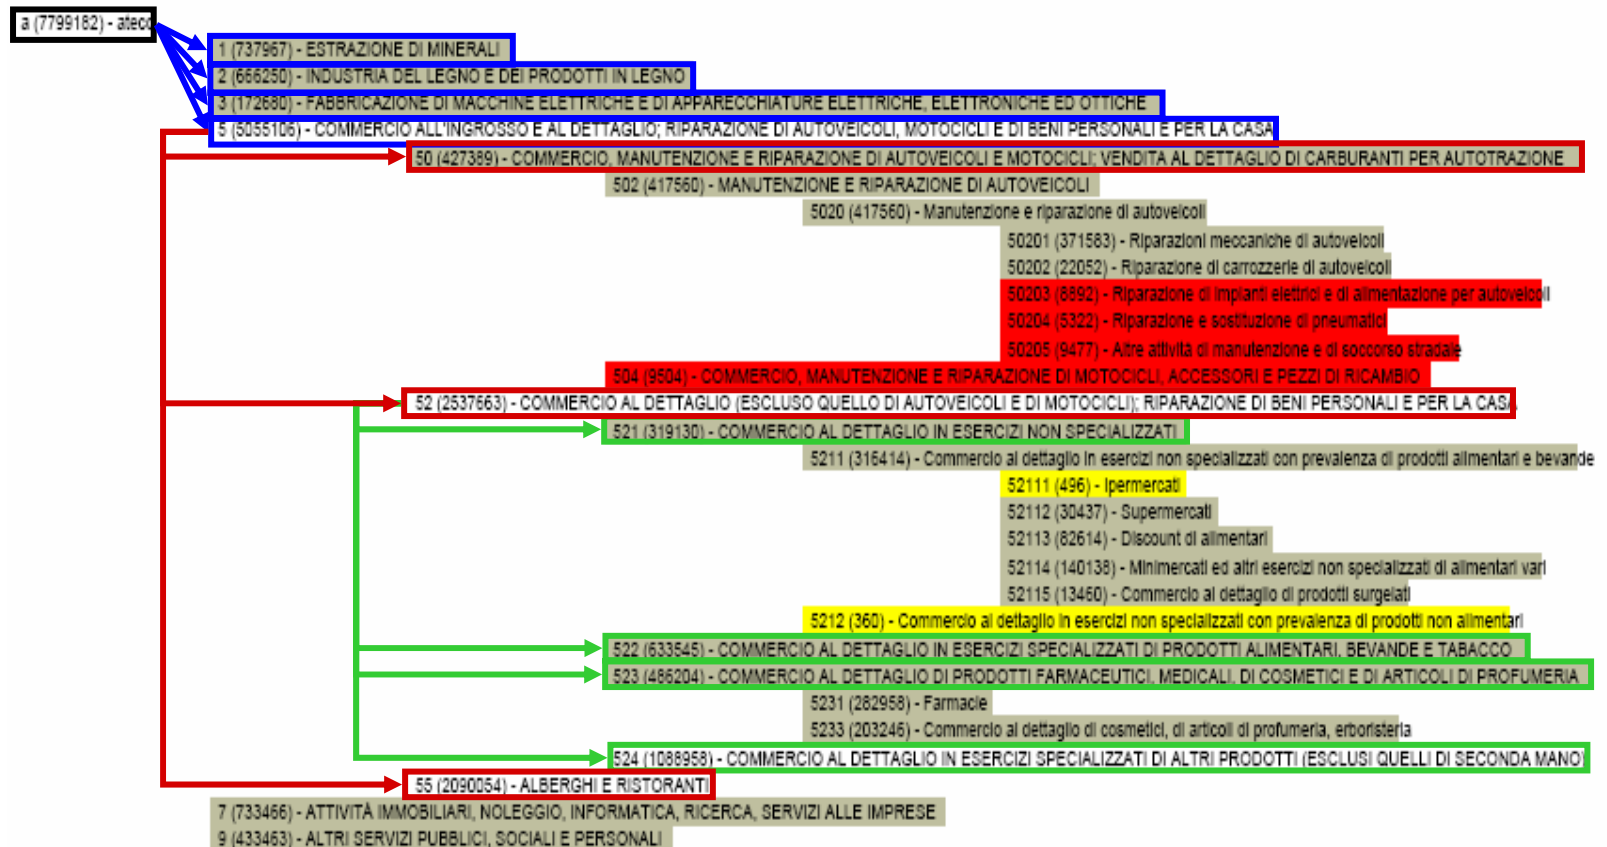 a (7799182) - ateco
1 (737967) - ESTRAZIONE DI MINERALI
2 (666250) - INDUSTRIA DEL LEGNO E DEI PRODOTTI IN LEGNO
3 (172680) - FABBRICAZIONE DI MACCHINE ELETTRICHE E DI APPARECCHIATURE ELETTRICHE, ELETTRONICHE ED OTTICHE
5 (5055106) - COMMERCIO ALL'INGROSSO E AL DETTAGLIO; RIPARAZIONE DI AUTOVEICOLI, MOTOCICLI E DI BENI PERSONALI E PER LA CASA
50 (427389) - COMMERCIO, MANUTENZIONE E RIPARAZIONE DI AUTOVEICOLI E MOTOCICLI; VENDITA AL DETTAGLIO DI CARBURANTI PER AUTOTRAZIONE
502 (417560) - MANUTENZIONE E RIPARAZIONE DI AUTOVEICOLI
5020 (417560) - Manutenzione e riparazione di autoveicoli
50201 (371583) - Riparazioni meccaniche di autoveicoli
50202 (22052) - Riparazione di carrozzerie di autoveicoli
50203 (8892) - Riparazione di impianti elettrici e di alimentazione per autoveicoli
50204 (5322) - Riparazione e sostituzione di pneumatici
50205 (9477) - Altre attività di manutenzione e di soccorso stradale
504 (9504) - COMMERCIO, MANUTENZIONE E RIPARAZIONE DI MOTOCICLI, ACCESSORI E PEZZI DI RICAMBIO
52 (2537663) - COMMERCIO AL DETTAGLIO (ESCLUSO QUELLO DI AUTOVEICOLI E DI MOTOCICLI); RIPARAZIONE DI BENI PERSONALI E PER LA CASA
521 (319130) - COMMERCIO AL DETTAGLIO IN ESERCIZI NON SPECIALIZZATI
5211 (316414) - Commercio al dettaglio in esercizi non specializzati con prevalenza di prodotti alimentari e bevande
52111 (496) - Ipermercati
52112 (30437) - Supermercati
52113 (82614) - Discount di alimentari
52114 (140138) - Minimercati ed altri esercizi non specializzati di alimentari vari
52115 (13460) - Commercio al dettaglio di prodotti surgelati
5212 (360) - Commercio al dettaglio in esercizi non specializzati con prevalenza di prodotti non alimentari
522 (633545) - COMMERCIO AL DETTAGLIO IN ESERCIZI SPECIALIZZATI DI PRODOTTI ALIMENTARI, BEVANDE E TABACCO
523 (486204) - COMMERCIO AL DETTAGLIO DI PRODOTTI FARMACEUTICI, MEDICALI, DI COSMETICI E DI ARTICOLI DI PROFUMERIA
5231 (282958) - Farmacie
5233 (203246) - Commercio al dettaglio di cosmetici, di articoli di profumeria, erboristeria
524 (1088958) - COMMERCIO AL DETTAGLIO IN ESERCIZI SPECIALIZZATI DI ALTRI PRODOTTI (ESCLUSI QUELLI DI SECONDA MANO)
55 (2090054) - ALBERGHI E RISTORANTI
7 (733466) - ATTIVITÀ IMMOBILIARI, NOLEGGIO, INFORMATICA, RICERCA, SERVIZI ALLE IMPRESE
9 (433463) - ALTRI SERVIZI PUBBLICI, SOCIALI E PERSONALI